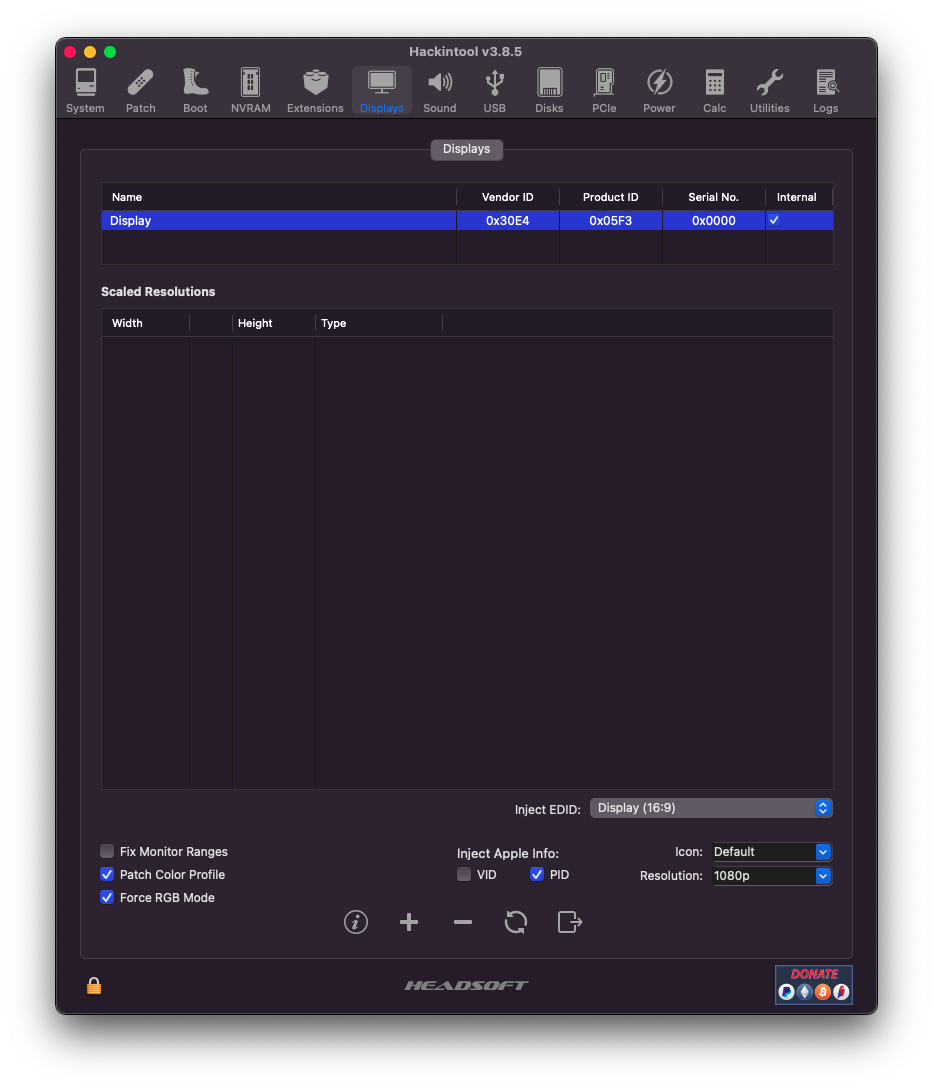 Hackintool v3.8.5
System Patch Boot NVRAM Extensions Displays Sound USB Disks PCIe Power Calc Utilities Logs
Displays
Name Vendor ID Product ID Serial No. Internal
Display 0x30E4 0x05F3 0x0000
Scaled Resolutions
Width Height Type
Inject EDID: Display (16:9)
Fix Monitor Ranges Inject Apple Info: Icon: Default
Patch Color Profile VID PID Resolution: 1080p
Force RGB Mode
HEADSOFT
DONATE